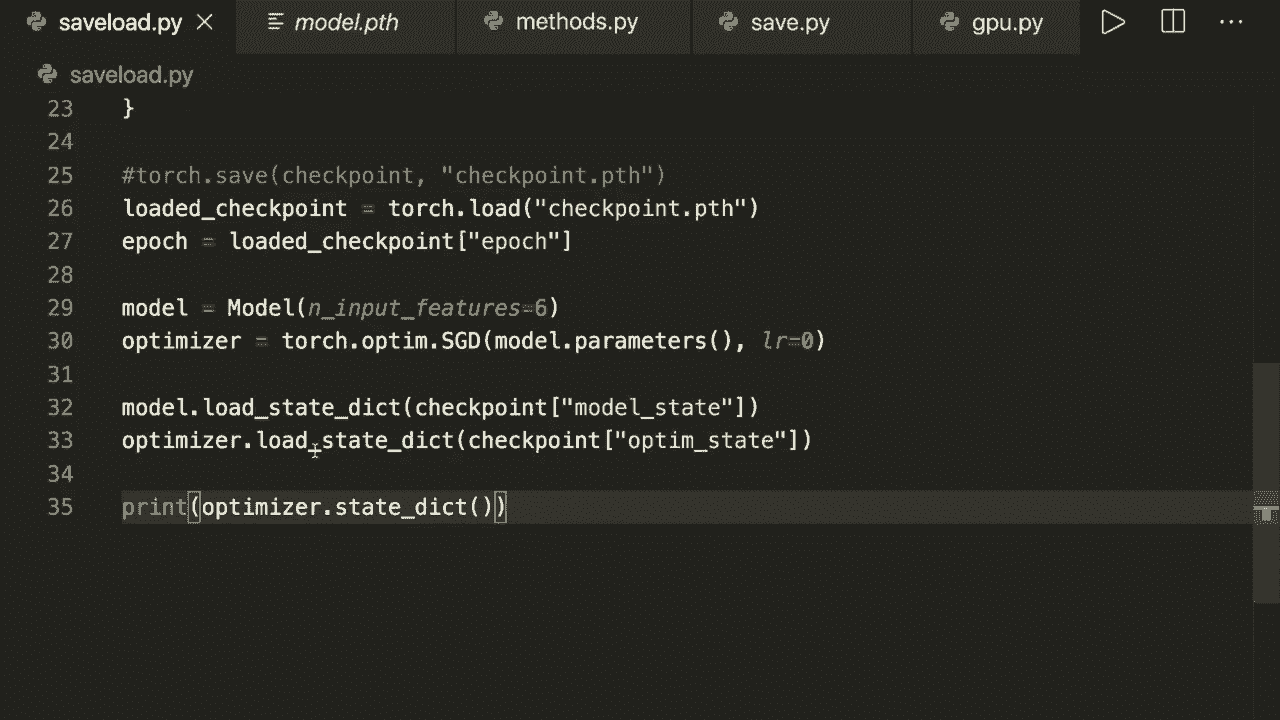 saveload.py model.pth methods.py save.py gpu.py
saveload.py
23 }
24
25 #torch.save(checkpoint, "checkpoint.pth")
26 loaded_checkpoint = torch.load("checkpoint.pth")
27 epoch = loaded_checkpoint["epoch"]
28
29 model = Model(n_input_features=6)
30 optimizer = torch.optim.SGD(model.parameters(), lr=0)
31
32 model.load_state_dict(checkpoint["model_state"])
33 optimizer.load_state_dict(checkpoint["optim_state"])
34
35 print(optimizer.state_dict())